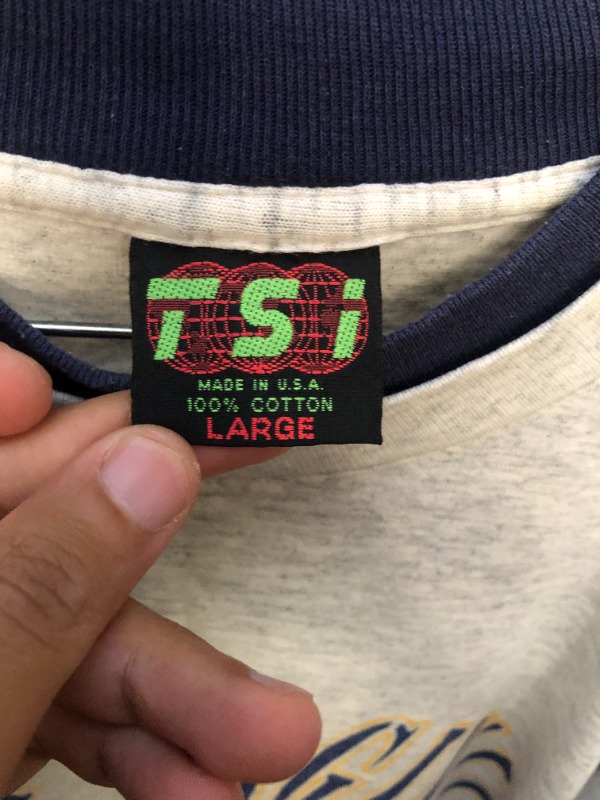 TSi
MADE IN U.S.A.
100% COTTON
LARGE